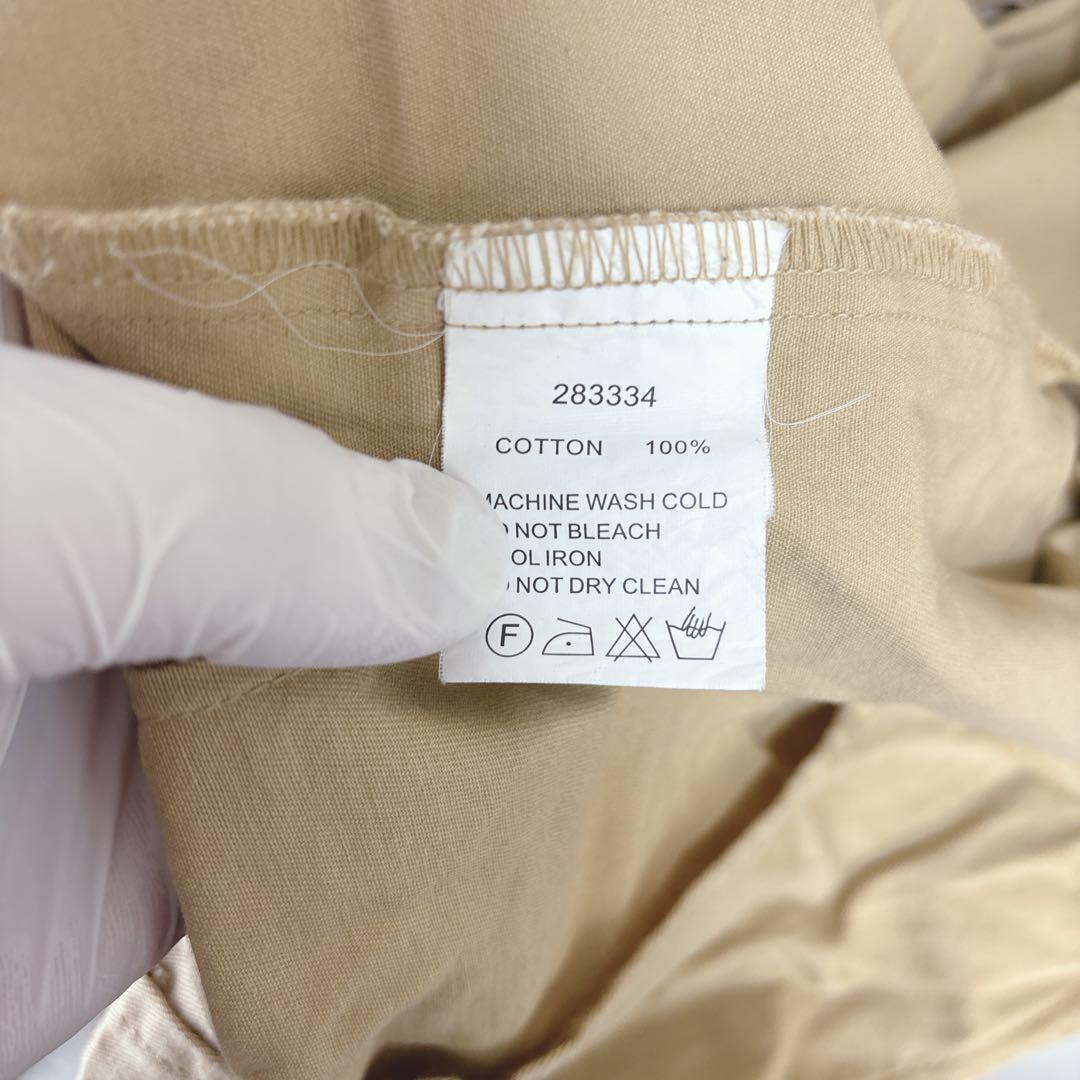 283334
COTTON 100%
MACHINE WASH COLD
NOT BLEACH
OL IRON
NOT DRY CLEAN
F